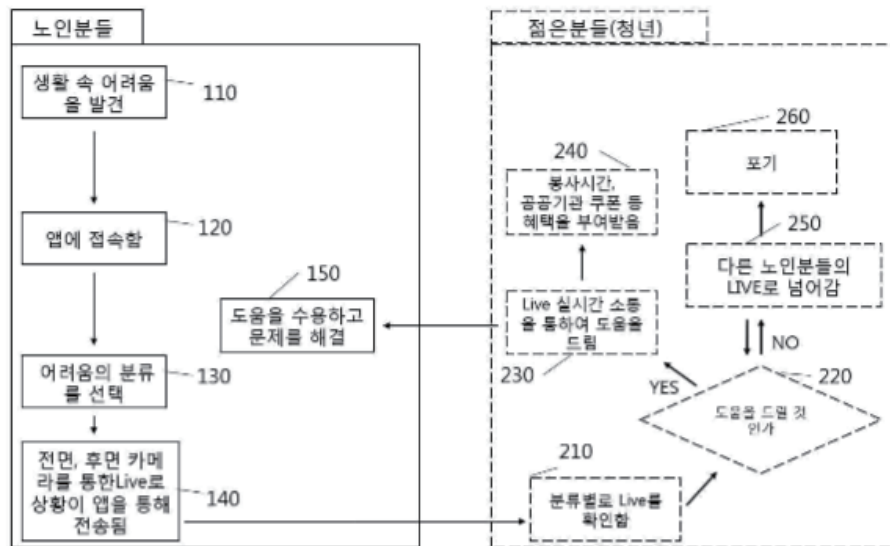 노인분들
생활 속 어려움
을 발견
110
앱에 접속함
120
어려움의 분류
를 선택
130
전면, 후면 카메
라를 통한Live로
상황이 앱을 통해
전송됨
140
150
도움을 수용하고
문제를 해결
젊은분들(청년)
210
분류별로 Live를
확인함
220
도움을 드릴 것
인가
YES
NO
Live 실시간 소통
을 통하여 도움을
드림
230
240
봉사시간,
공공기관 쿠폰 등
혜택을 부여받음
250
다른 노인분들의
LIVE로 넘어감
260
포기